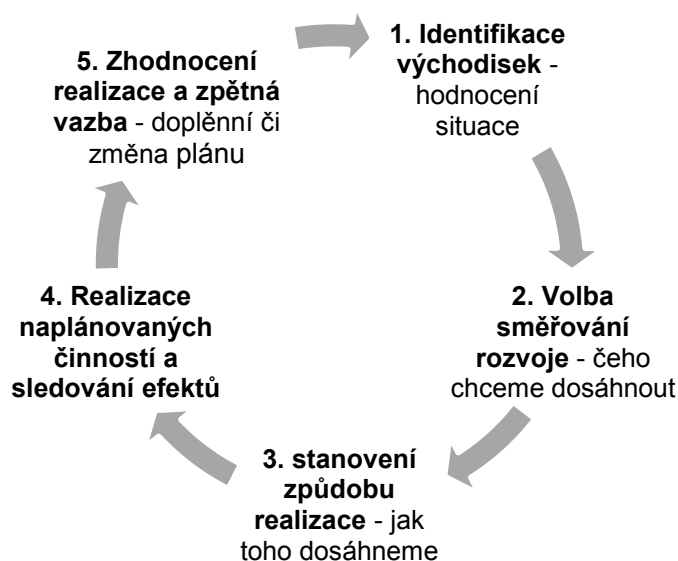 1. Identifikace
východisek -
hodnocení
situace
2. Volba
směřování
rozvoje - čeho
chceme dosáhnout
3. stanovení
způdobu
realizace - jak
toho dosáhneme
4. Realizace
naplánovaných
činností a
sledování efektů
5. Zhodnocení
realizace a zpětná
vazba - doplěnní či
změna plánu